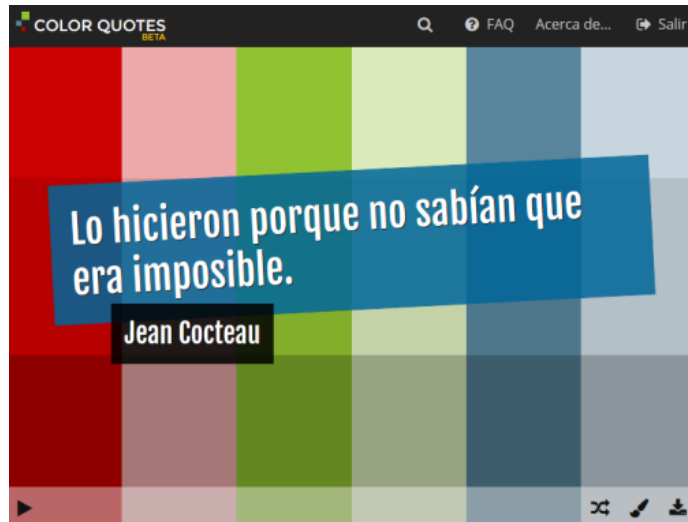 COLOR QUOTES
BETA
FAQ
Acerca de...
Salir
Lo hicieron porque no sabían que
era imposible.
Jean Cocteau